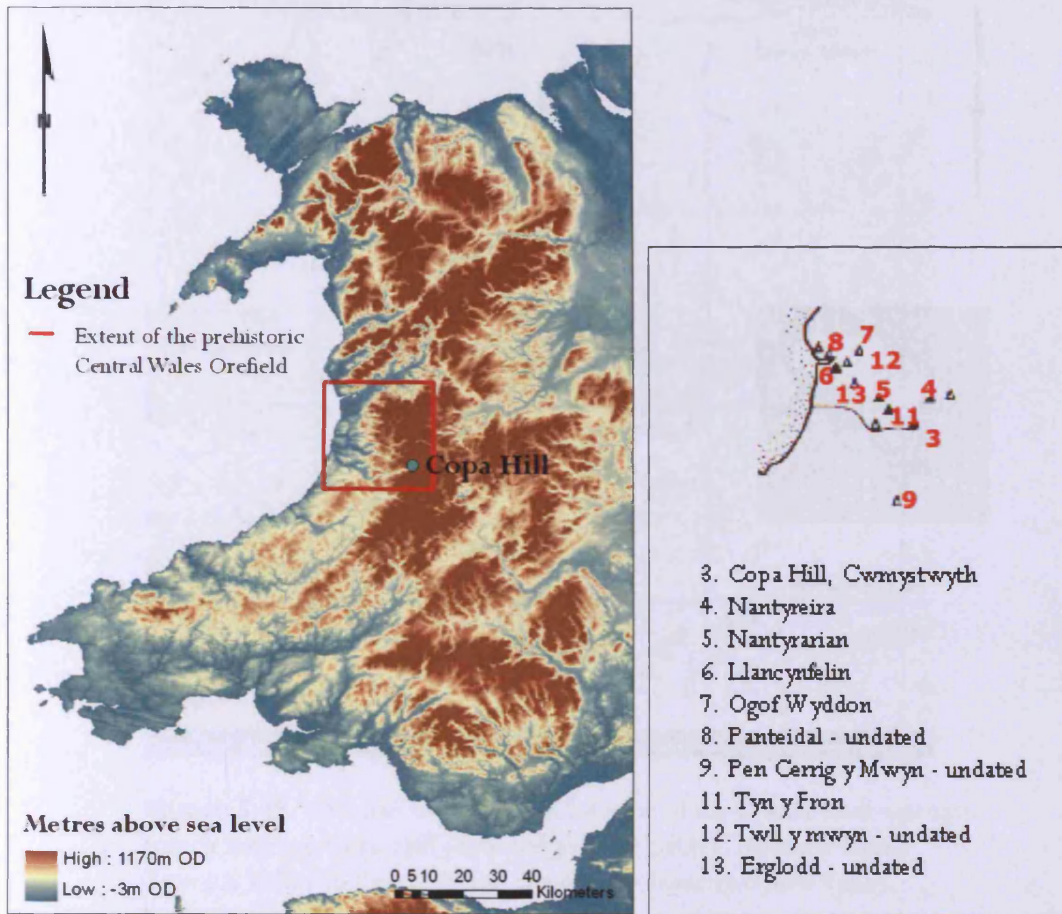 N
Legend
Extent of the prehistoric
Central Wales Orefield
Copa Hill
Metres above sea level
High : 1170m OD
Low : -3m OD
0 5 10 20 30 40
Kilometers
8 7
12
6
13 5 4
11
3
9
3. Copa Hill, Cwmystwyth
4. Nantyreira
5. Nantyrarian
6. Llancynfelin
7. Ogof Wyddon
8. Panteidal - undated
9. Pen Cerrig y Mwyn - undated
11. Tyn y Fron
12. Twll y mwyn - undated
13. Erglodd - undated